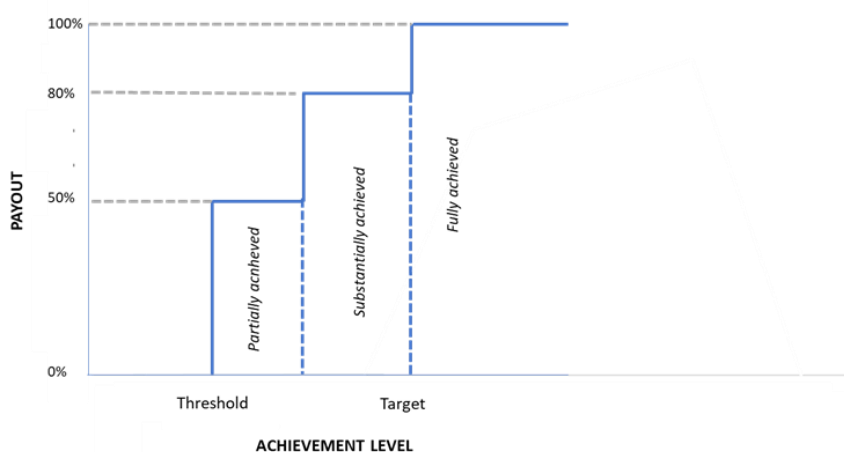 100%
80%
50%
0%
PAYOUT
Partially acnheved
Substantially achieved
Fully achieved
Threshold
Target
ACHIEVEMENT LEVEL